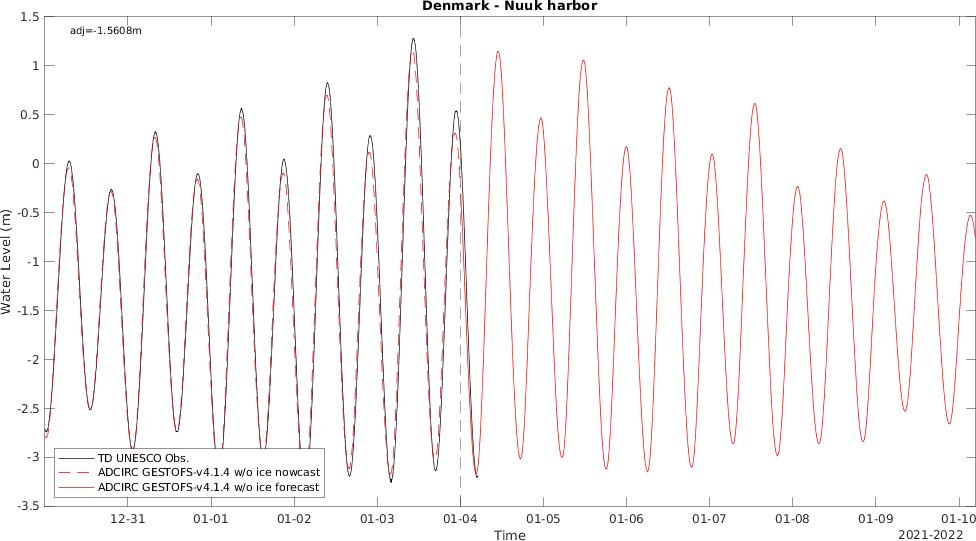 Denmark - Nuuk harbor
adj=-1.5608m
1.5
1
0.5
0
-0.5
-1
-1.5
-2
-2.5
-3
-3.5
Water Level (m)
TD UNESCO Obs.
ADCIRC GESTOFS-v4.1.4 w/o ice nowcast
ADCIRC GESTOFS-v4.1.4 w/o ice forecast
12-31 01-01 01-02 01-03 01-04 01-05 01-06 01-07 01-08 01-09 01-10
Time
2021-2022